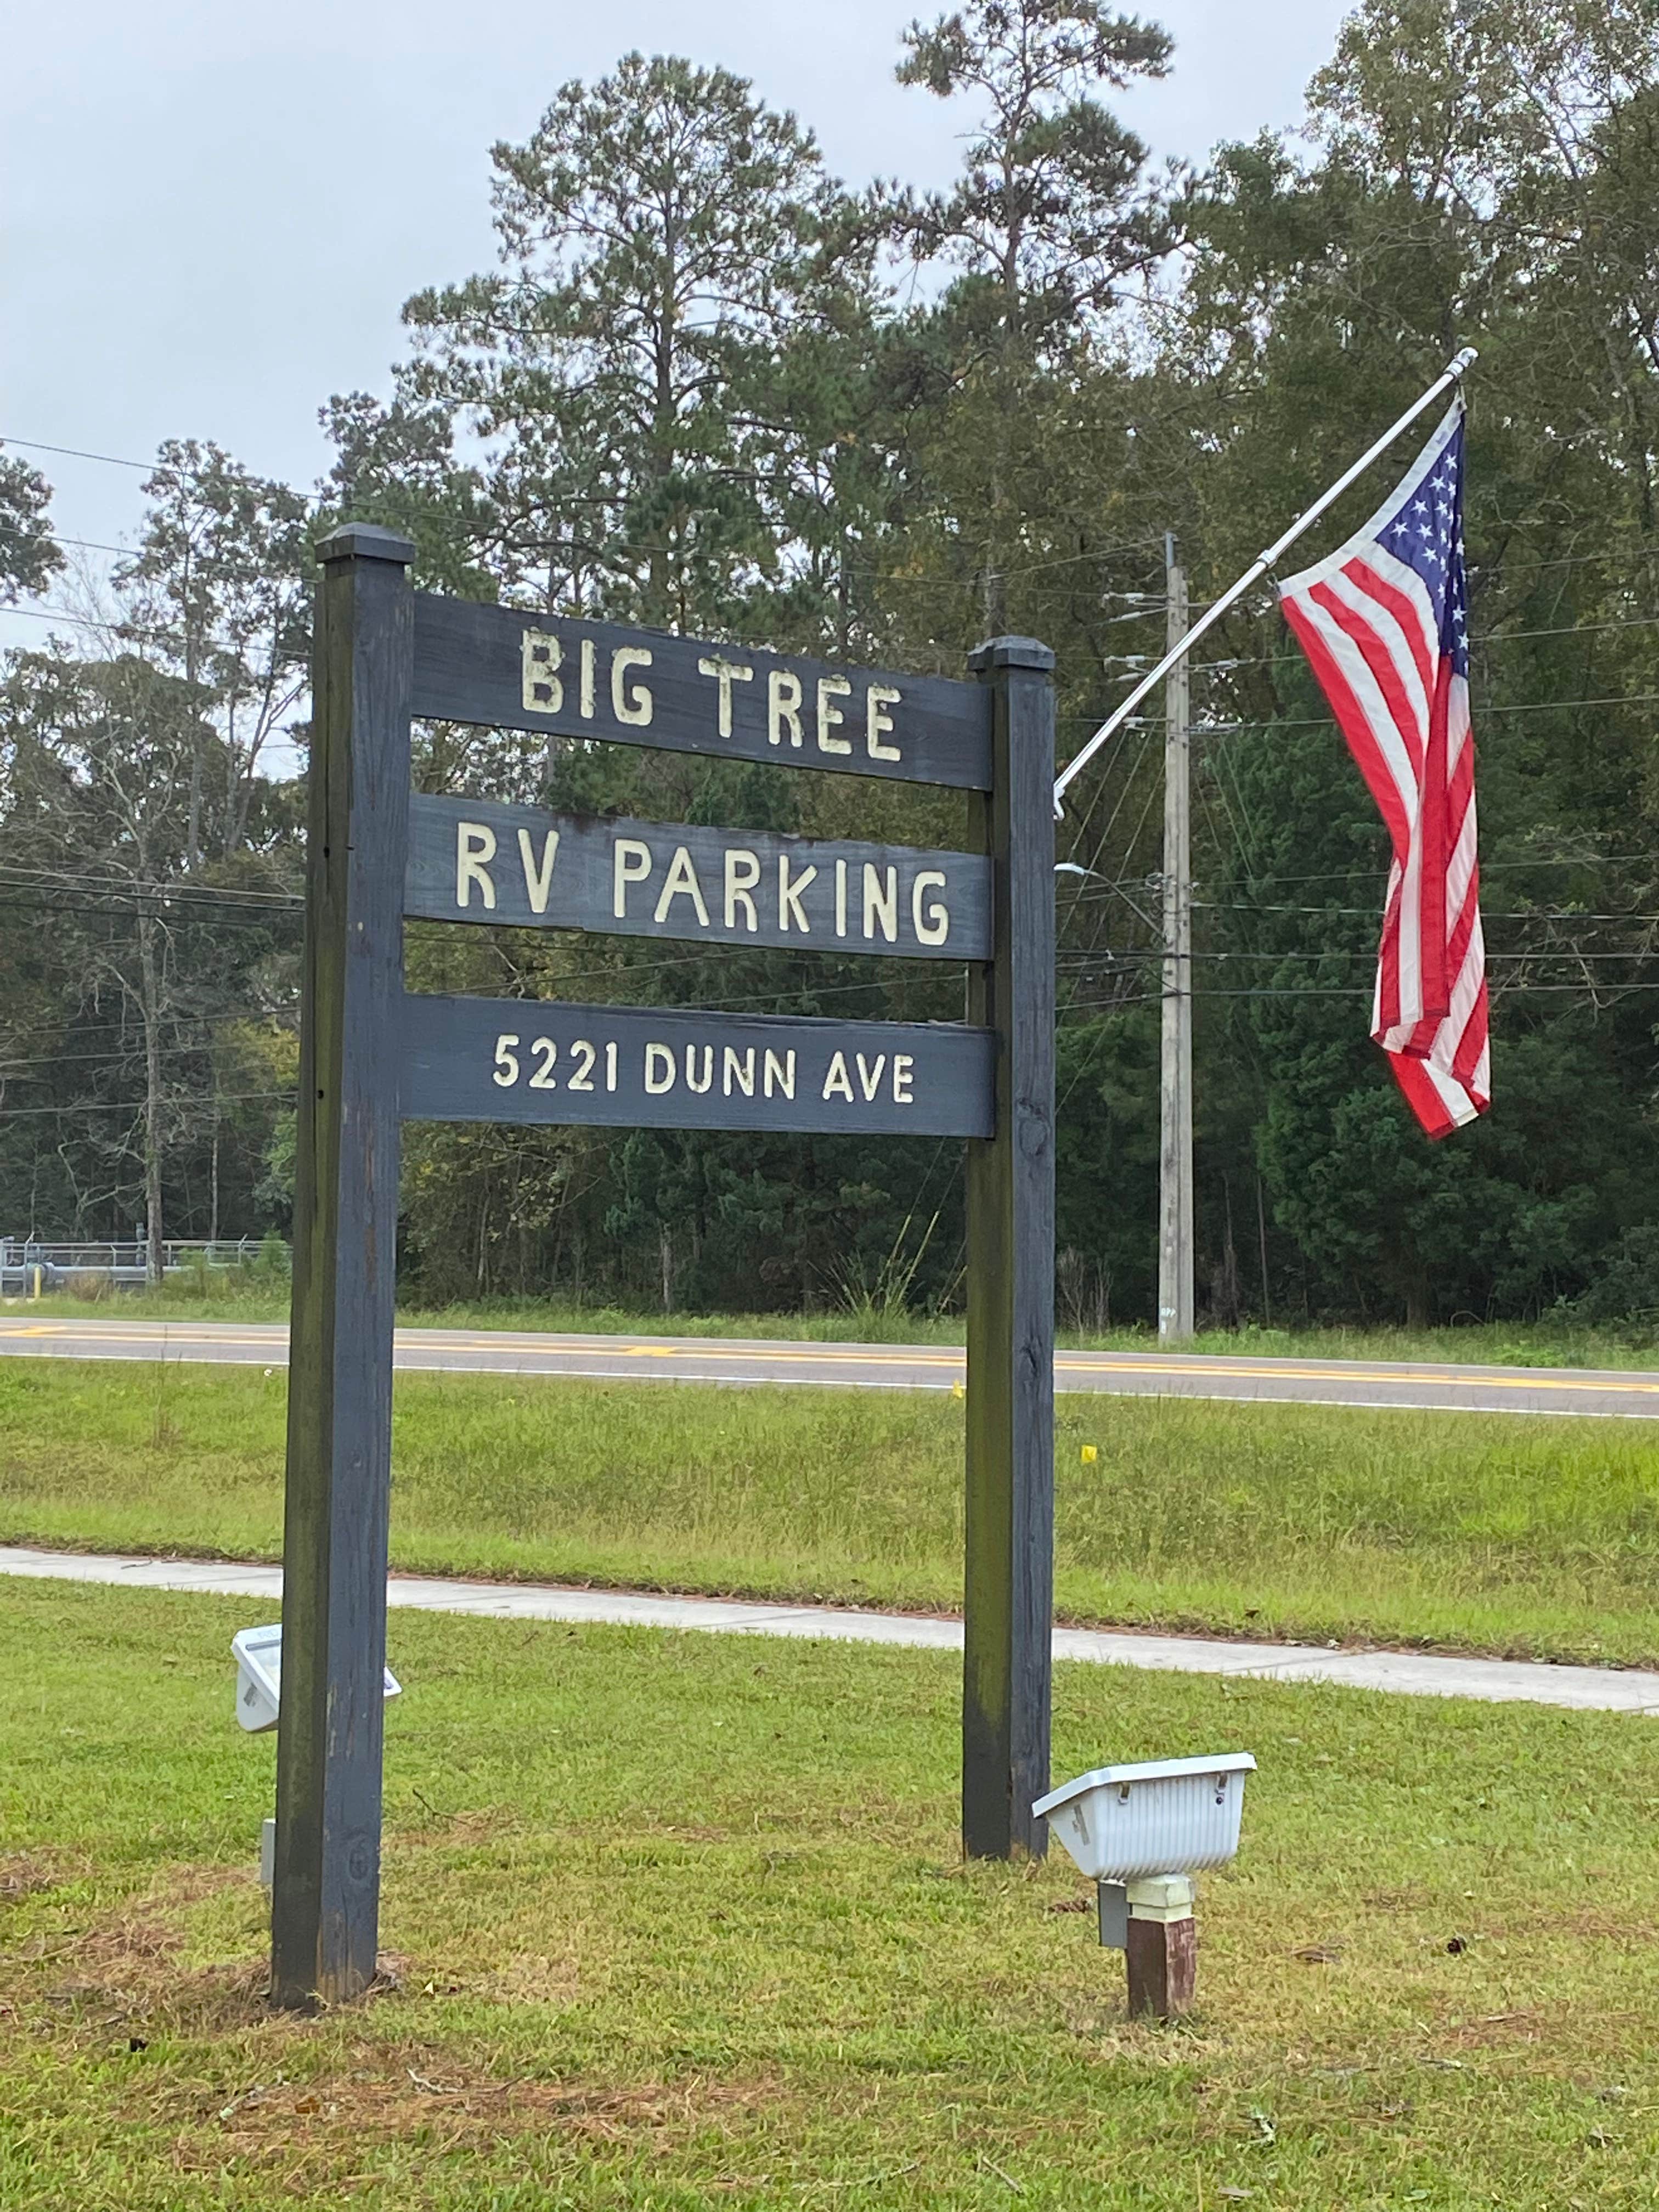 BIG TREE
RV PARKING
5221 DUNN AVE